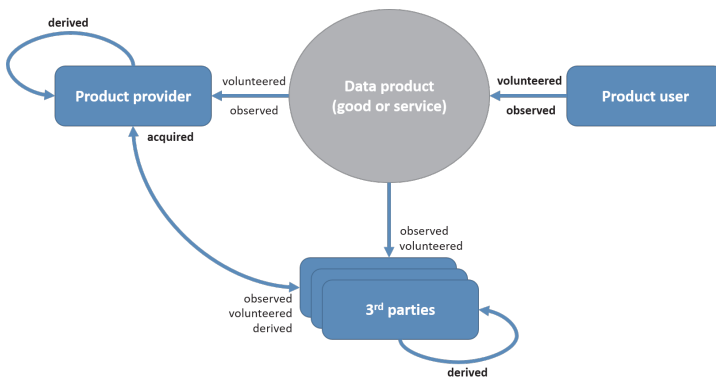 derived
Product provider
volunteered
observed
Data product
(good or service)
volunteered
observed
Product user
acquired
observed
volunteered
observed
volunteered
derived
3rd parties
derived